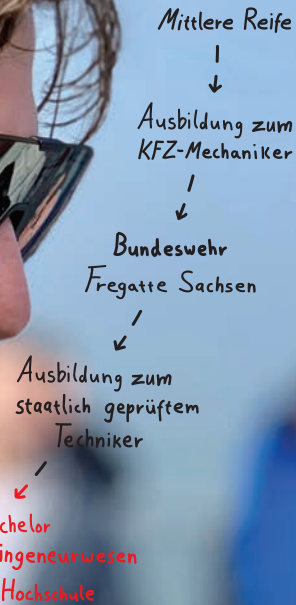 Mittlere Reife
Ausbildung zum
KFZ-Mechaniker
Bundeswehr
Fregatte Sachsen
Ausbildung zum
staatlich geprüftem
Techniker
chelor
ingeneurwesen
Hochschule